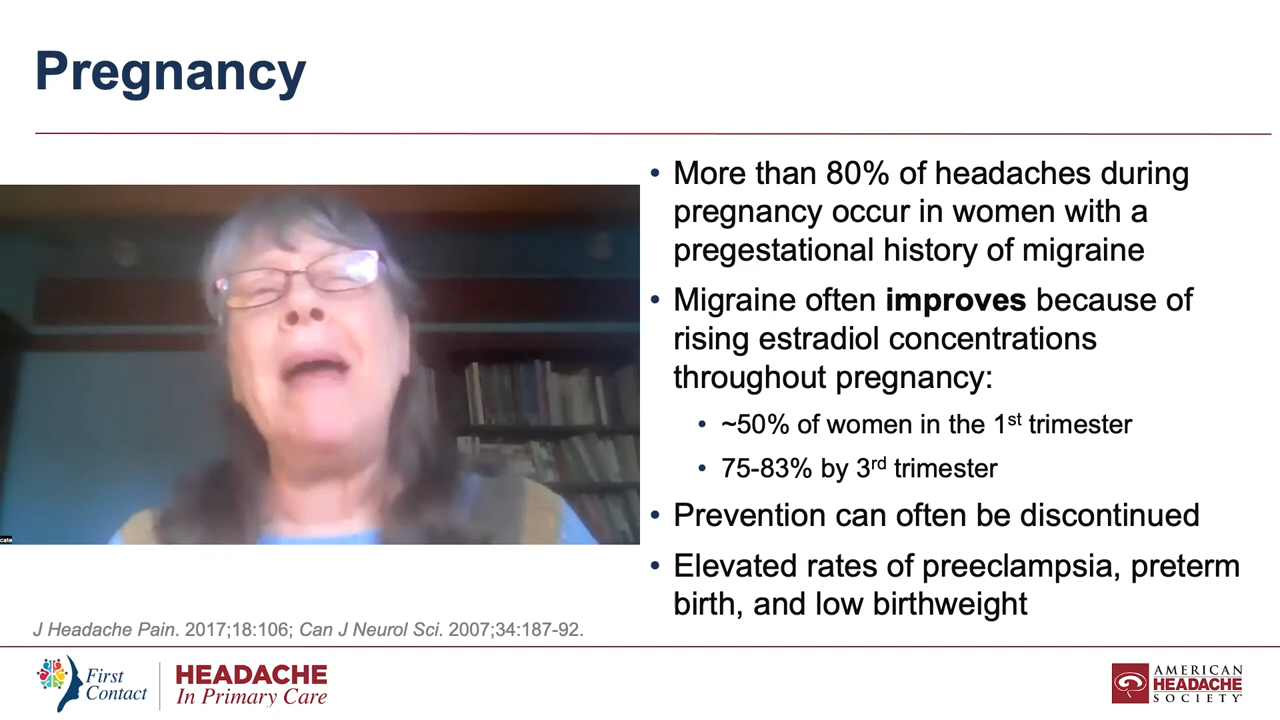 Pregnancy
• More than 80% of headaches during
pregnancy occur in women with a
pregestational history of migraine
• Migraine often improves because of
rising estradiol concentrations
throughout pregnancy:
• ~50% of women in the 1st trimester
• 75-83% by 3rd trimester
• Prevention can often be discontinued
• Elevated rates of preeclampsia, preterm
birth, and low birthweight
cate
J Headache Pain. 2017;18:106; Can J Neurol Sci. 2007;34:187-92.
First
Contact
HEADACHE
In Primary Care
AMERICAN
HEADACHE
SOCIETY